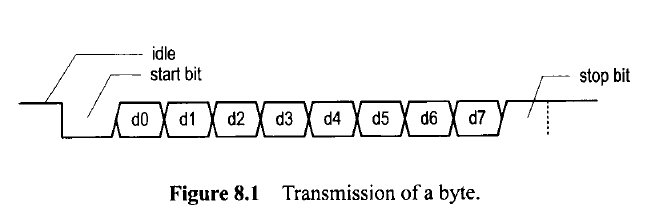 idle
start bit
stop bit
d0 d1 d2 d3 d4 d5 d6 d7
Figure 8.1 Transmission of a byte.